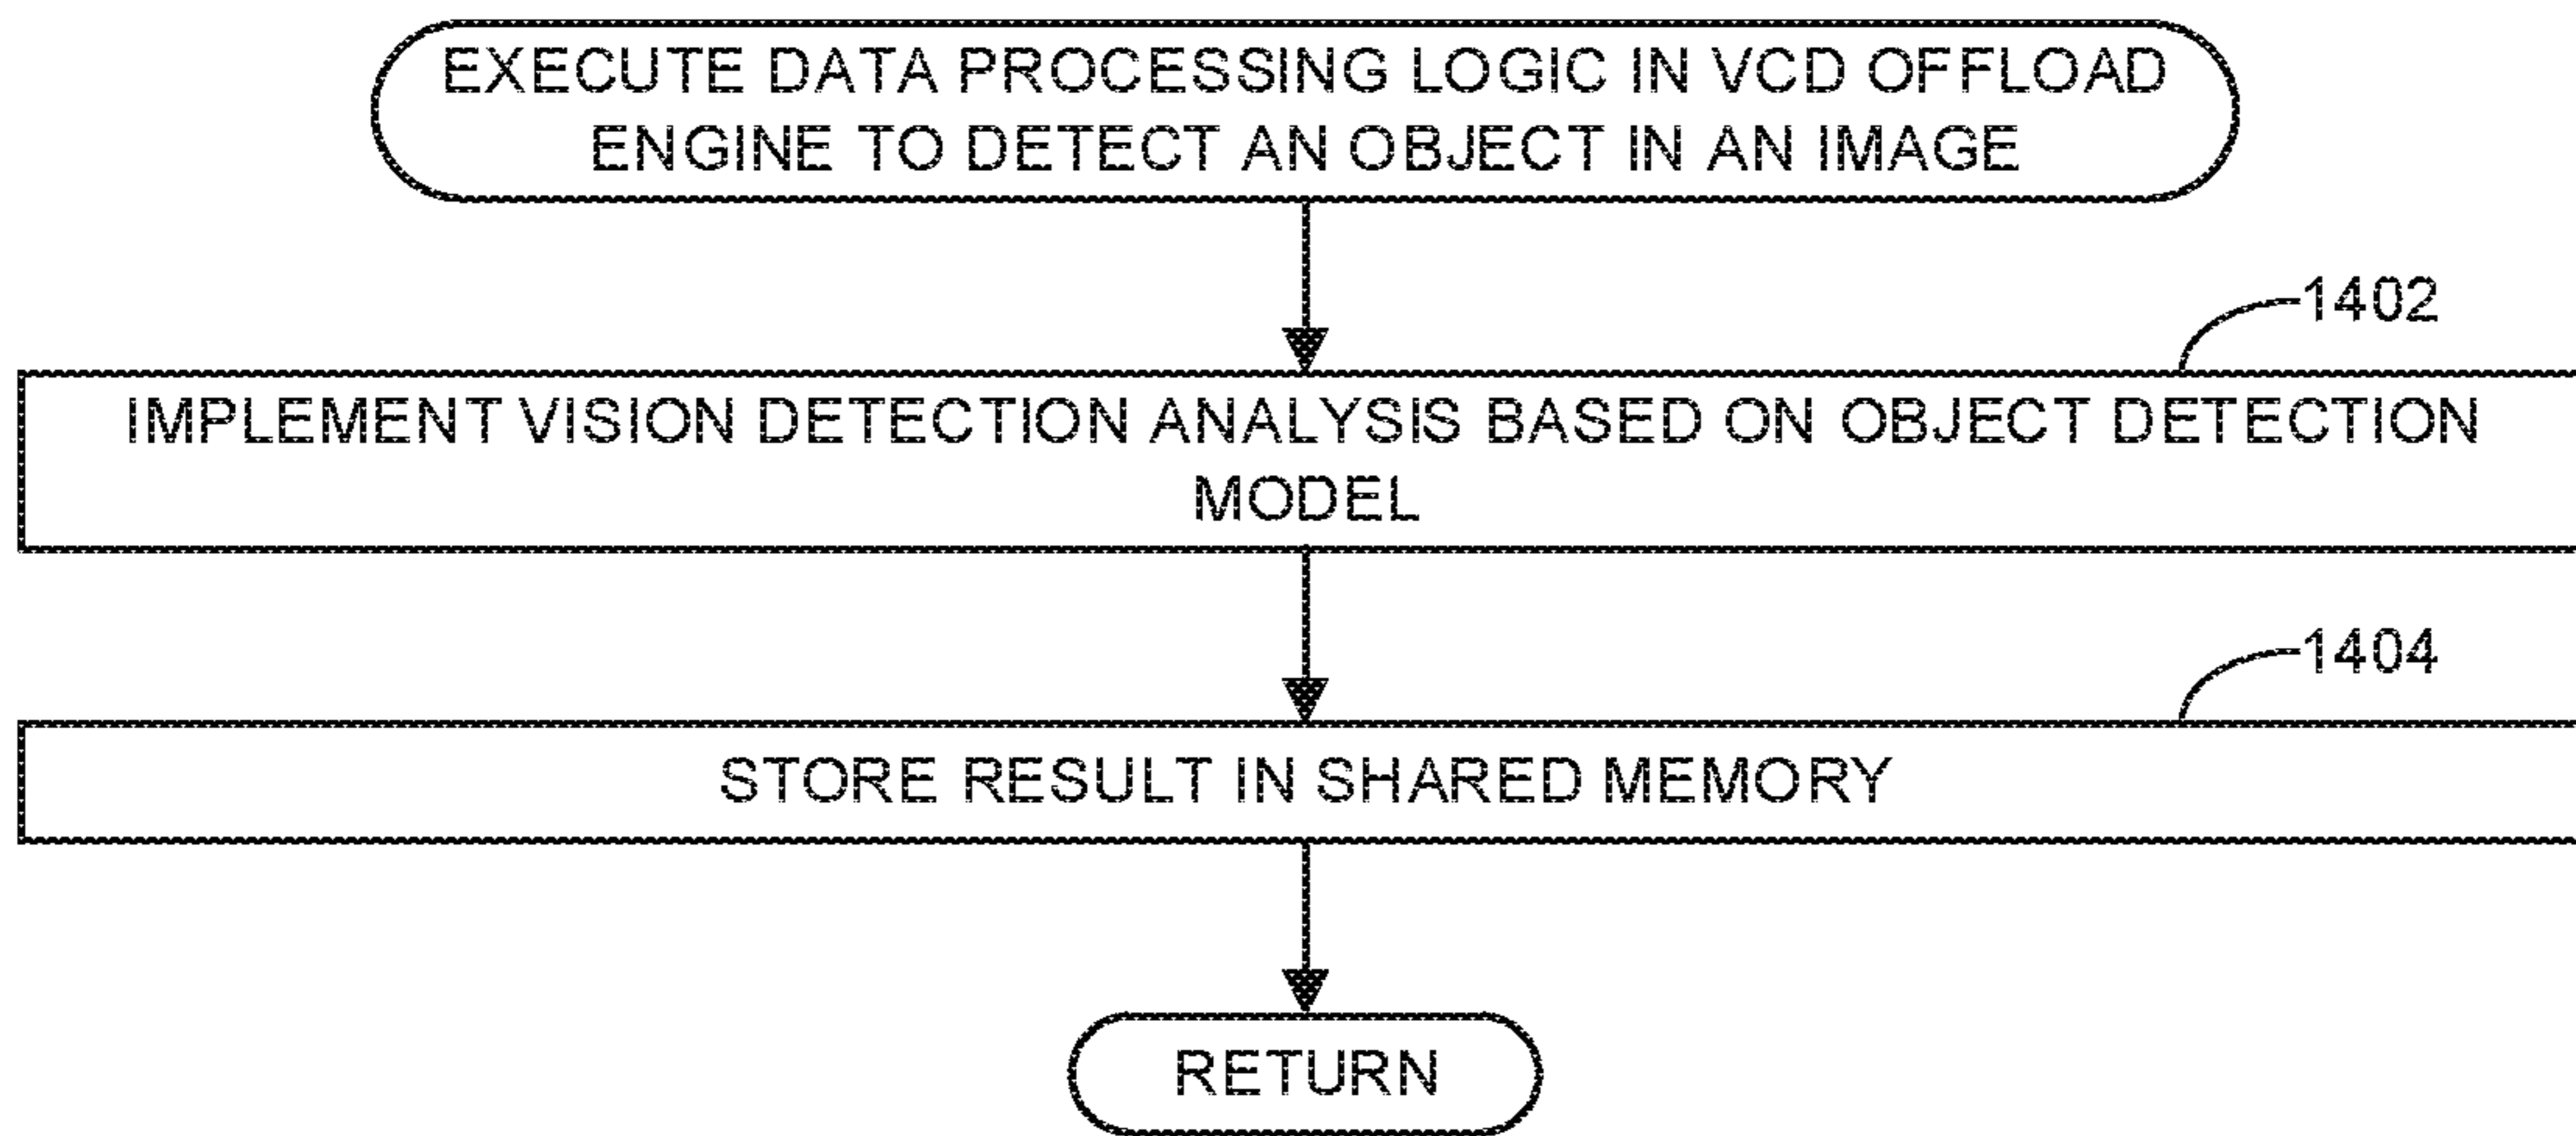 EXECUTE DATA PROCESSING LOGIC IN VCD OFFLOAD
ENGINE TO DETECT AN OBJECT IN AN IMAGE
1402
IMPLEMENT VISION DETECTION ANALYSIS BASED ON OBJECT DETECTION
MODEL
1404
STORE RESULT IN SHARED MEMORY
RETURN